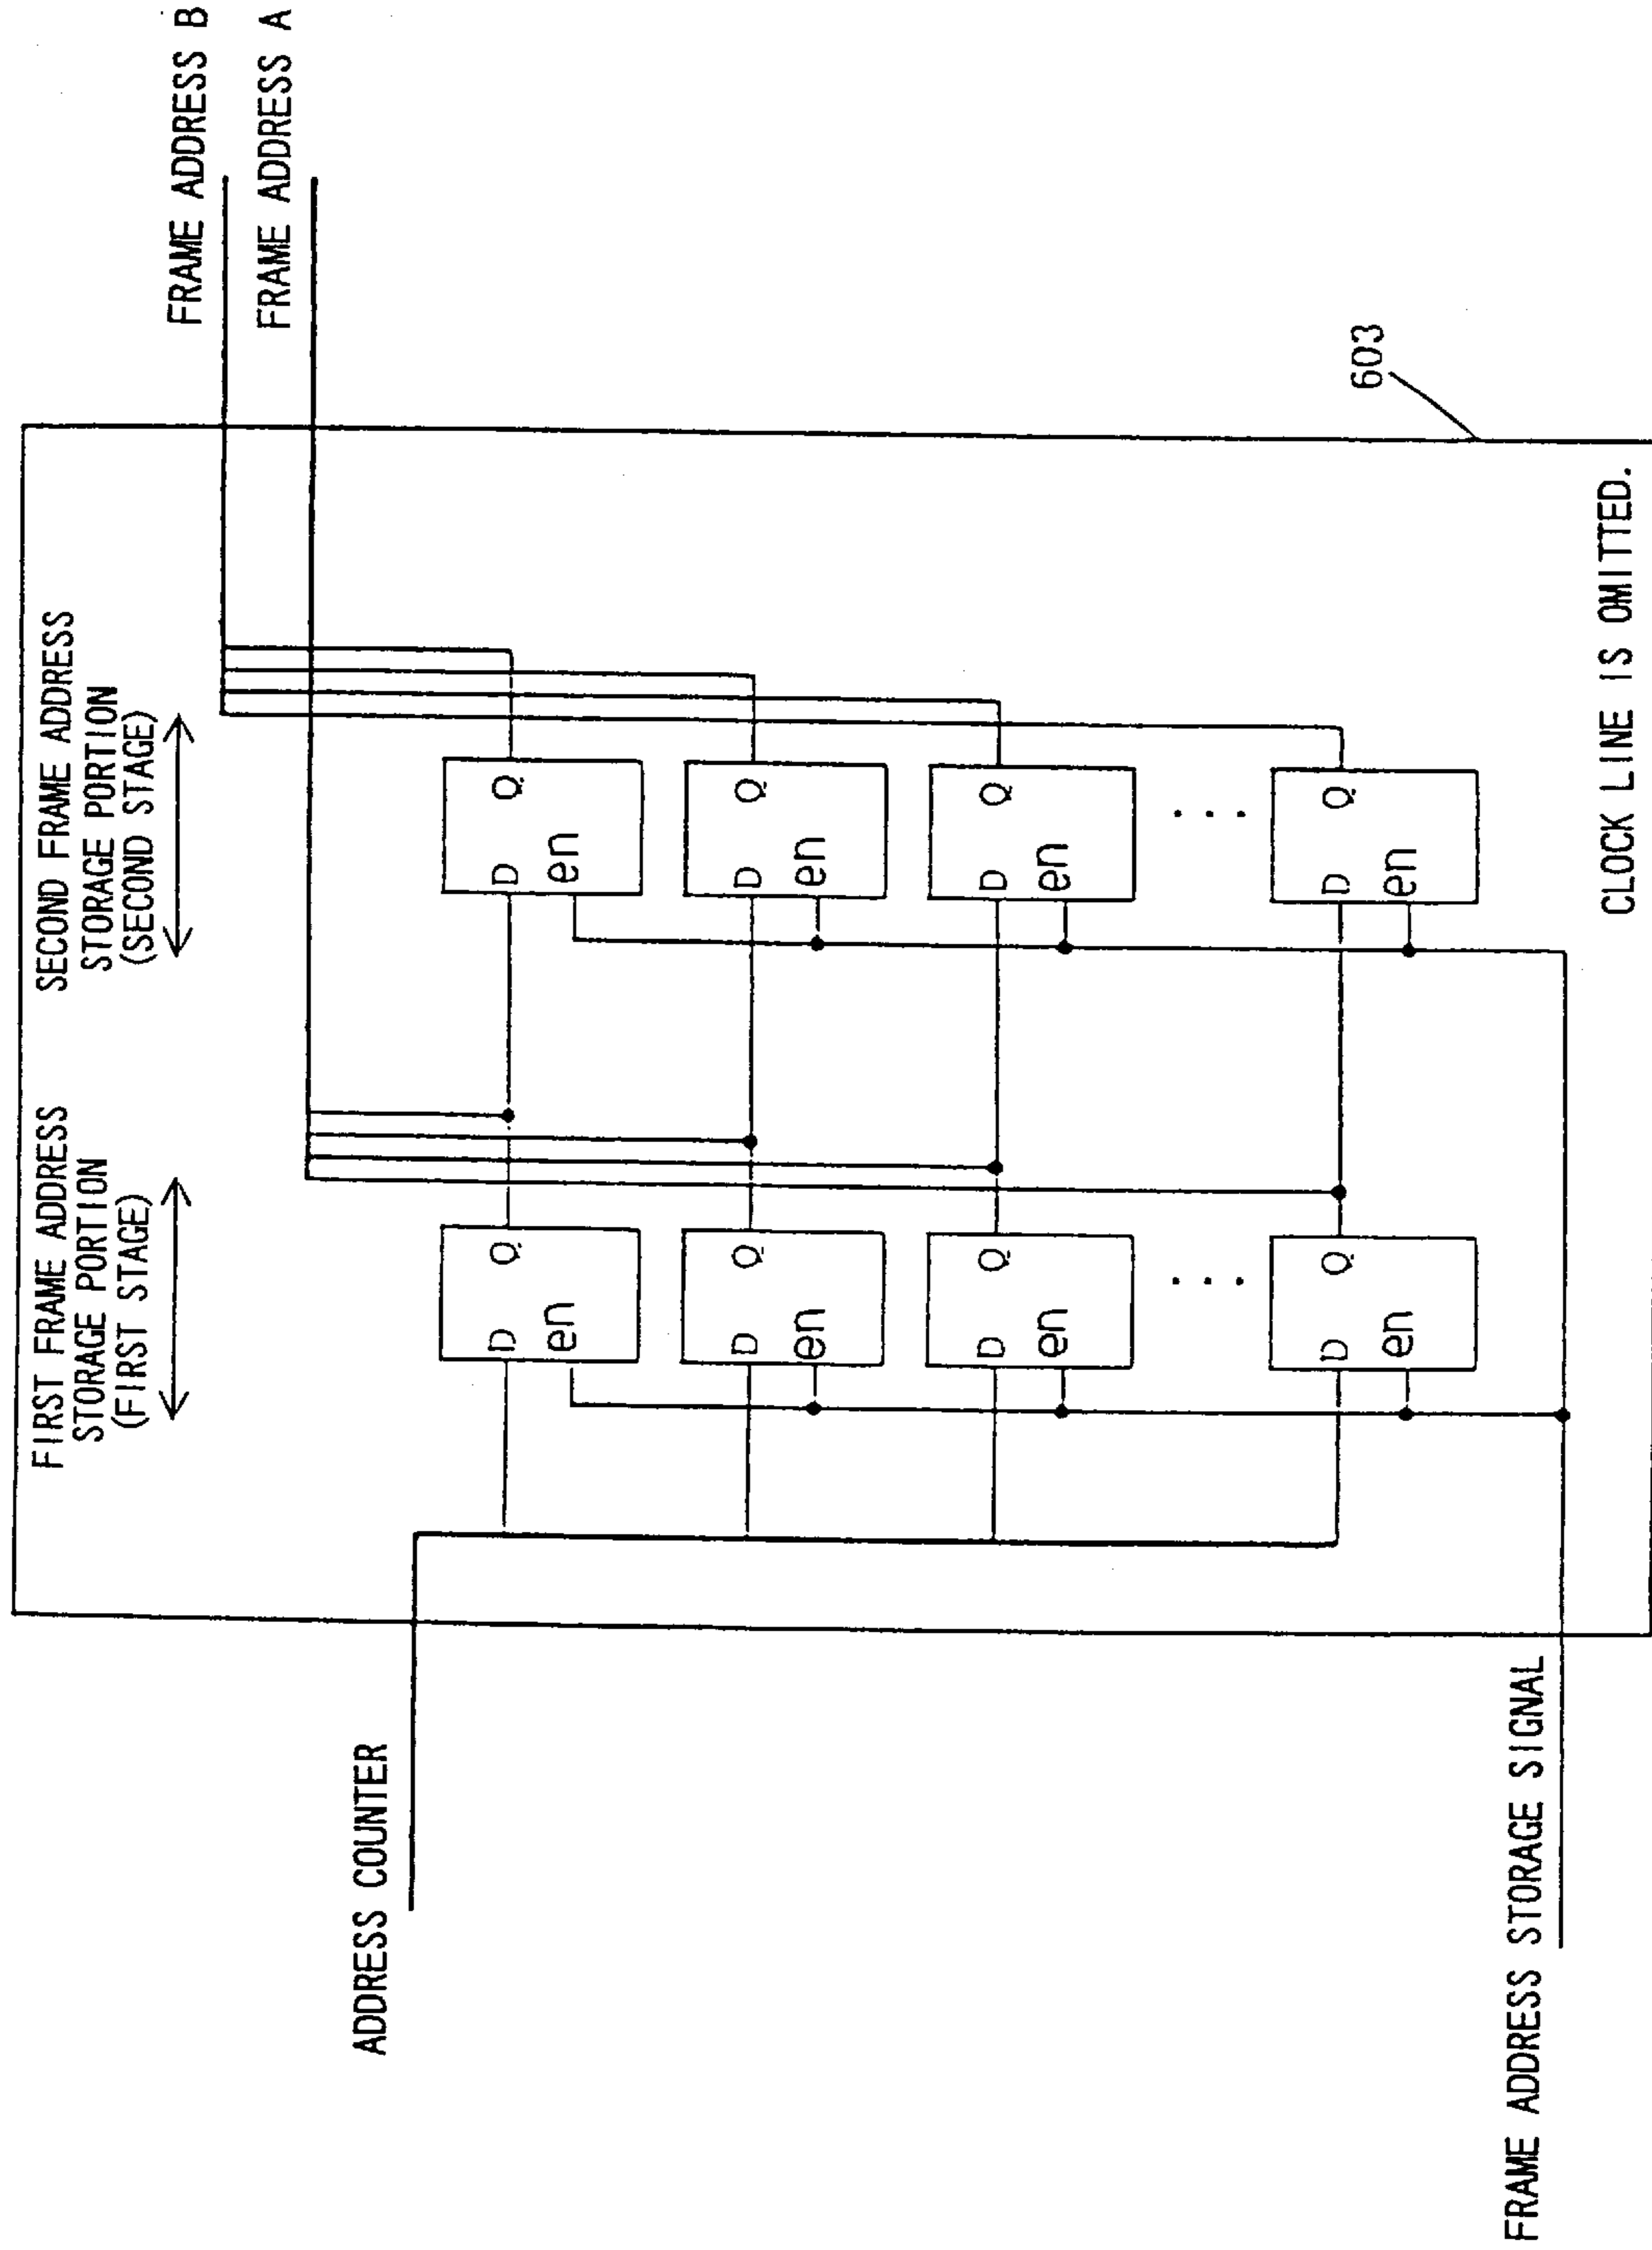 FIRST FRAME ADDRESS
STORAGE PORTION
(FIRST STAGE)
SECOND FRAME ADDRESS
STORAGE PORTION
(SECOND STAGE)
FRAME ADDRESS B
FRAME ADDRESS A
ADDRESS COUNTER
D Q
en
D Q
en
D Q
en
D Q
en
D Q
en
D Q
en
...
...
D Q
en
D Q
en
603
FRAME ADDRESS STORAGE SIGNAL
CLOCK LINE IS OMITTED.